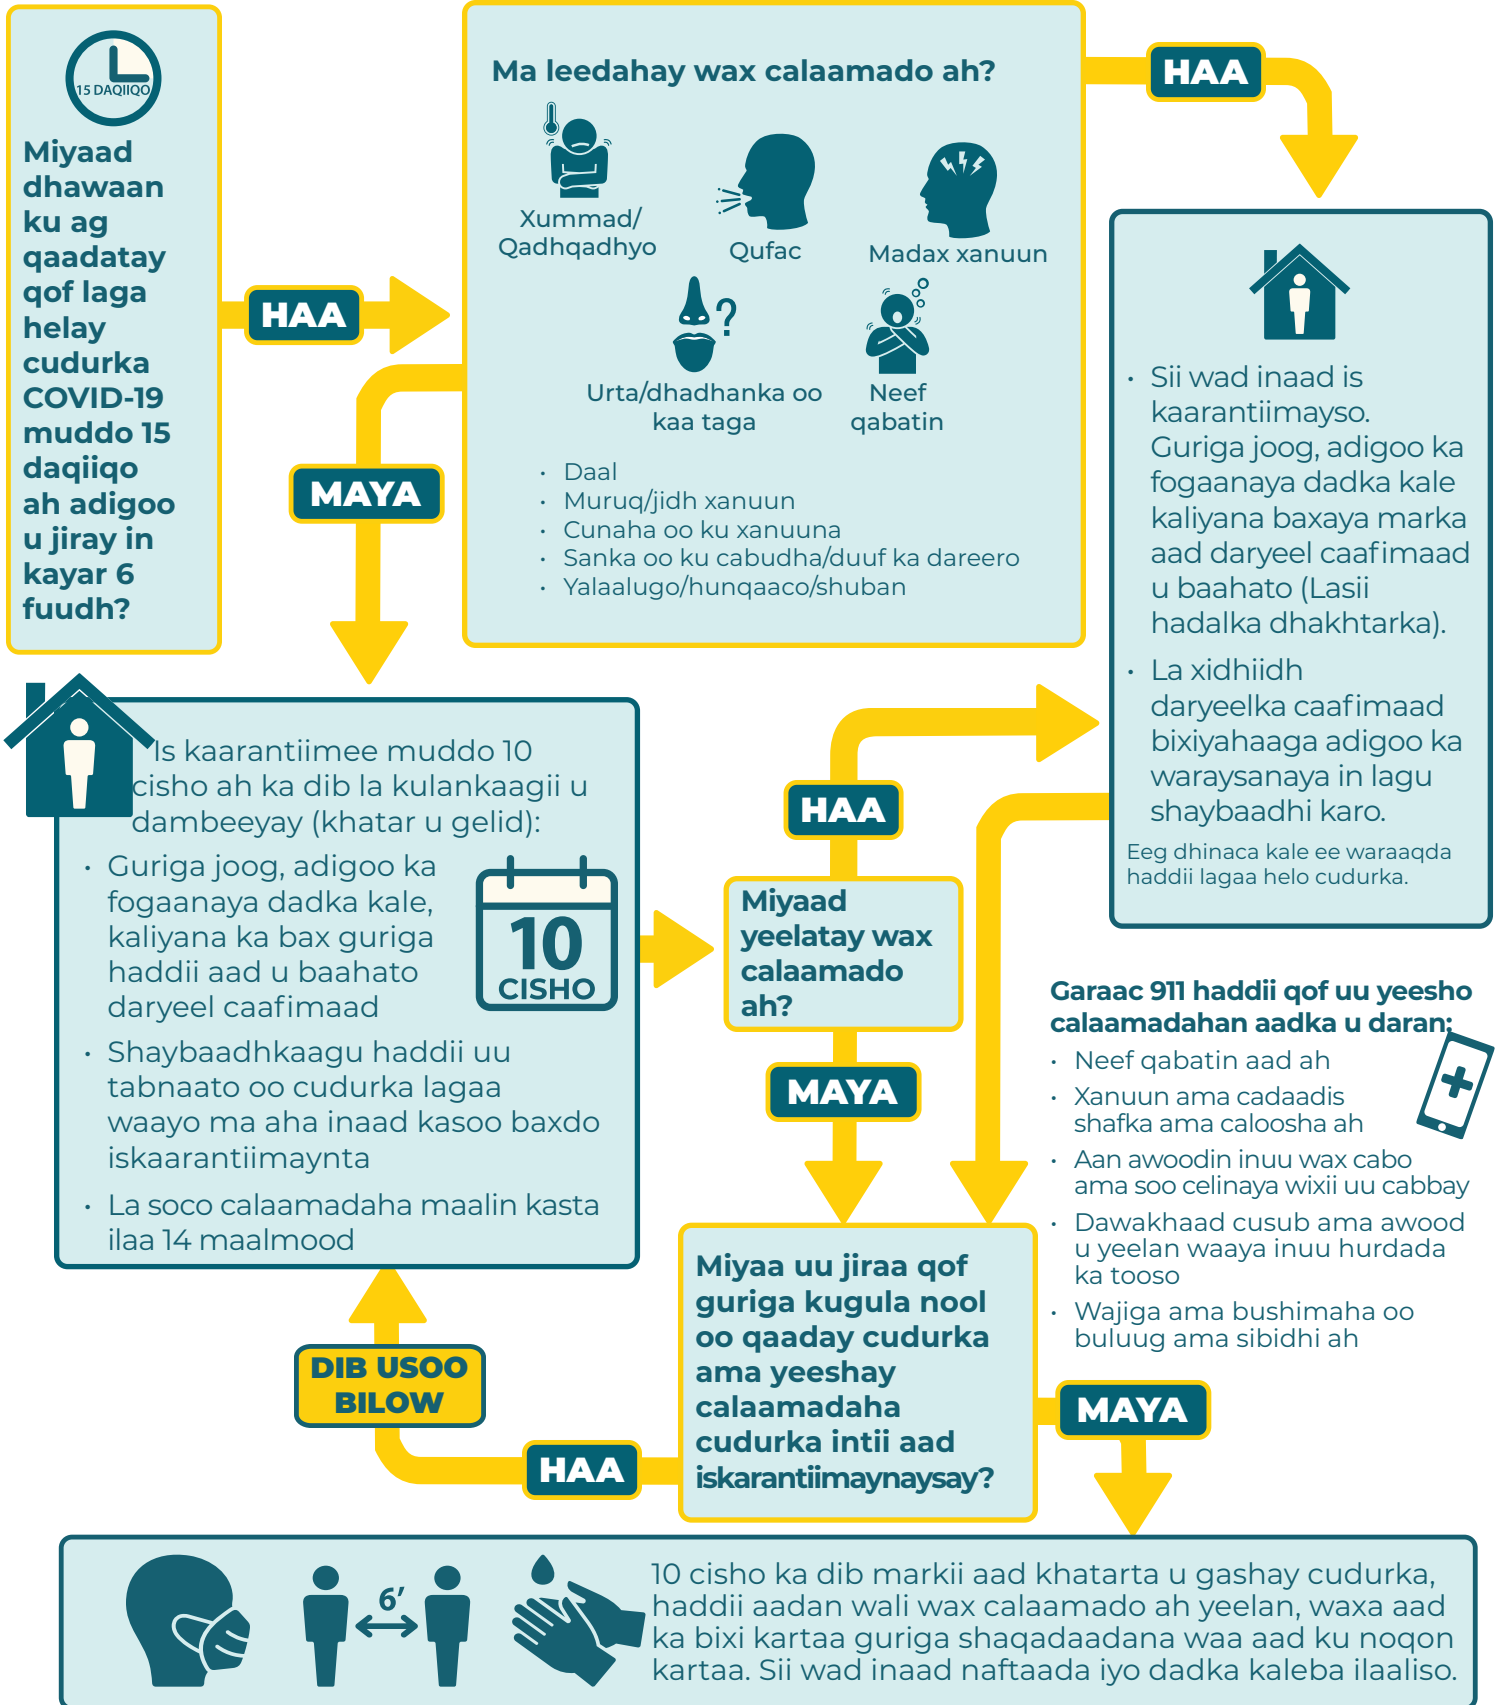 15 DAQIIQO
Miyaad
dhawaan
ku ag
qaadatay
qof laga
helay
cudurka
COVID-19
muddo 15
daqiiqo
ah adigoo
u jiray in
kayar 6
fuudh?
HAA
Ma leedahay wax calaamado ah?
Xummad/
Qadhqadhyo
Qufac
Madax xanuun
?
Urta/dhadhanka oo
kaa taga
Neef
qabatin
· Daal
· Muruq/jidh xanuun
· Cunaha oo ku xanuuna
· Sanka oo ku cabudha/duuf ka dareero
· Yalaalugo/hunqaaco/shuban
HAA
MAYA
· Sii wad inaad is
kaarantiimayso.
Guriga joog, adigoo ka
fogaanaya dadka kale
kaliyana baxaya marka
aad daryeel caafimaad
u baahato (Lasii
hadalka dhakhtarka).
· La xidhiidh
daryeelka caafimaad
bixiyahaaga adigoo ka
waraysanaya in lagu
shaybaadhi karo.
Eeg dhinaca kale ee waraaqda
haddii lagaa helo cudurka.
Is kaarantiimee muddo 10
cisho ah ka dib la kulankaagii u
dambeeyay (khatar u gelid):
· Guriga joog, adigoo ka
fogaanaya dadka kale,
kaliyana ka bax guriga
haddii aad u baahato
daryeel caafimaad
· Shaybaadhkaagu haddii uu
tabnaato oo cudurka lagaa
waayo ma aha inaad kasoo baxdo
iskaarantiimaynta
· La soco calaamadaha maalin kasta
ilaa 14 maalmood
10
CISHO
HAA
Miyaad
yeelatay wax
calaamado
ah?
MAYA
Garaac 911 haddii qof uu yeesho
calaamadahan aadka u daran:
· Neef qabatin aad ah
· Xanuun ama cadaadis
shafka ama caloosha ah
· Aan awoodin inuu wax cabo
ama soo celinaya wixii uu cabbay
· Dawakhaad cusub ama awood
u yeelan waaya inuu hurdada
ka tooso
· Wajiga ama bushimaha oo
buluug ama sibidhi ah
Miyaa uu jiraa qof
guriga kugula nool
oo qaaday cudurka
ama yeeshay
calaamadaha
cudurka intii aad
iskarantiimaynaysay?
HAA
DIB USOO
BILOW
MAYA
6′
10 cisho ka dib markii aad khatarta u gashay cudurka,
haddii aadan wali wax calaamado ah yeelan, waxa aad
ka bixi kartaa guriga shaqadaadana waa aad ku noqon
kartaa. Sii wad inaad naftaada iyo dadka kaleba ilaaliso.